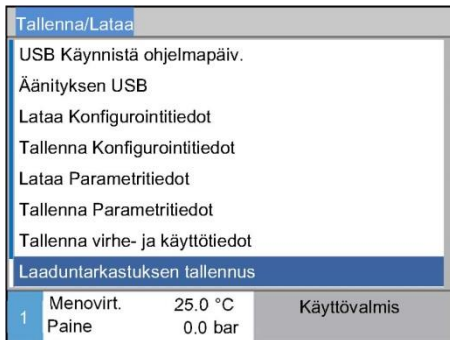 Tallenna/Lataa
USB Käynnistä ohjelmapäiv.
Äänityksen USB
Lataa Konfigurointitiedot
Tallenna Konfigurointitiedot
Lataa Parametritiedot
Tallenna Parametritiedot
Tallenna virhe- ja käyttötiedot
Laaduntarkastuksen tallennus
1 Menovirt. 25.0 °C Käyttövalmis
Paine 0.0 bar